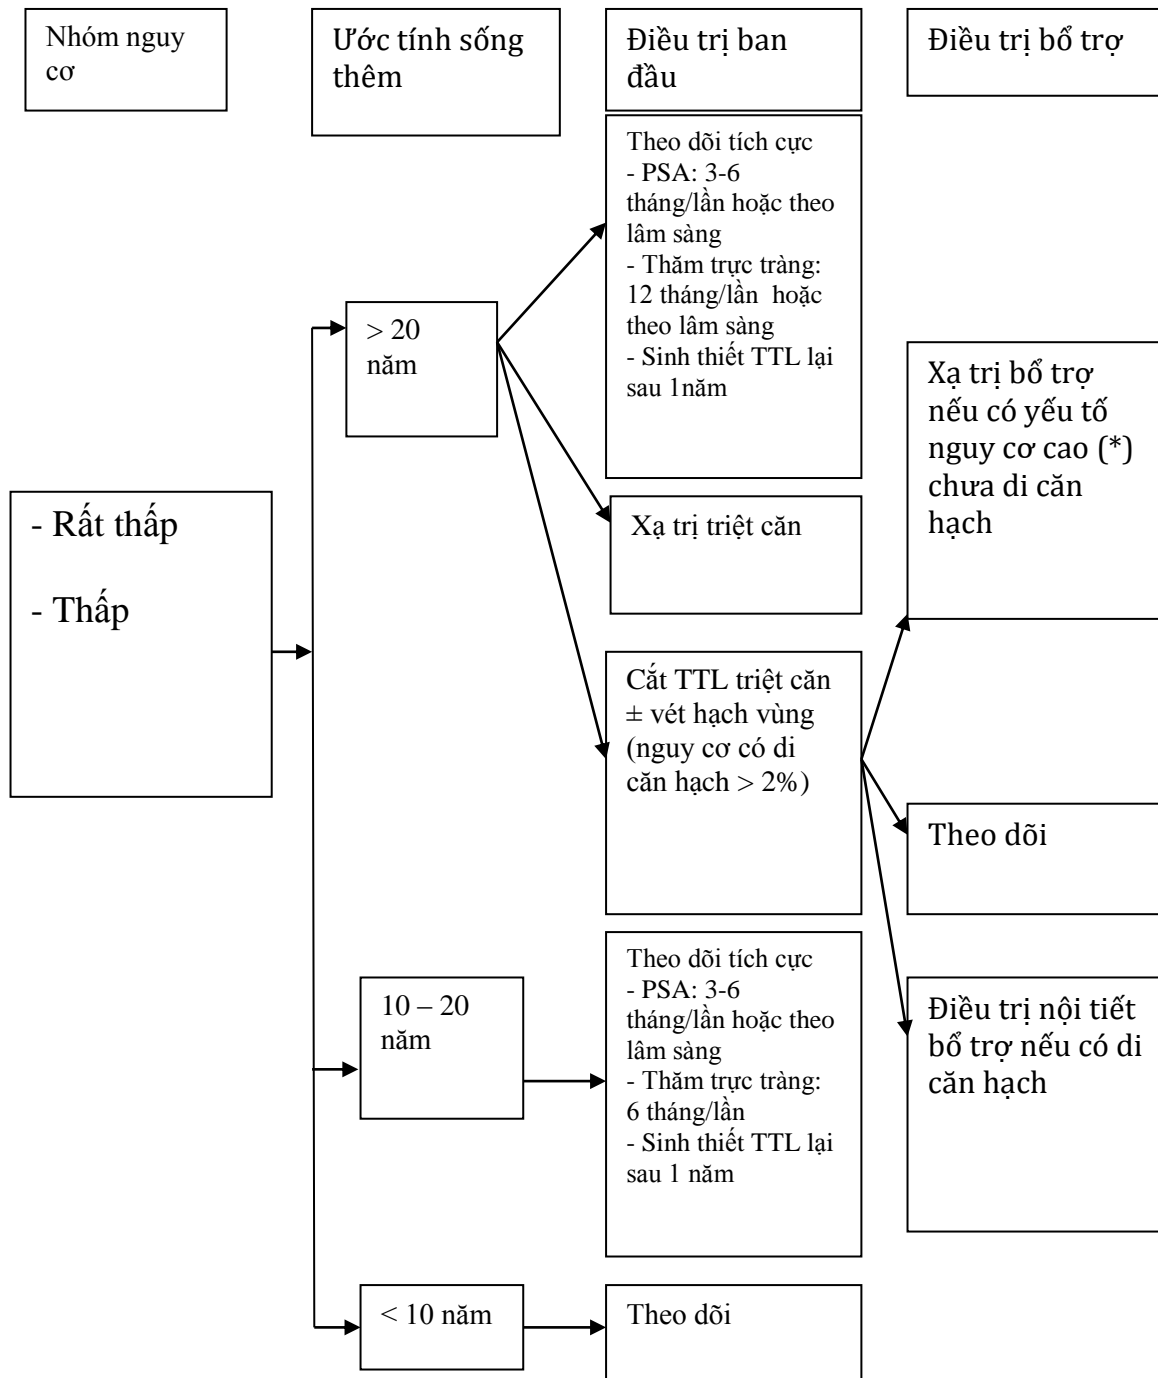 Nhóm nguy
cơ
Ước tính sống
thêm
Điều trị ban
đầu
Điều trị bổ trợ
Theo dõi tích cực
- PSA: 3-6
tháng/lần hoặc theo
lâm sàng
- Thăm trực tràng:
12 tháng/lần hoặc
theo lâm sàng
- Sinh thiết TTL lại
sau 1năm
> 20
năm
Xạ trị bổ trợ
nếu có yếu tố
nguy cơ cao (*)
chưa di căn
hạch
- Rất thấp
- Thấp
Xạ trị triệt căn
Cắt TTL triệt căn
± vét hạch vùng
(nguy cơ có di
căn hạch > 2%)
Theo dõi
10 – 20
năm
Theo dõi tích cực
- PSA: 3-6
tháng/lần hoặc theo
lâm sàng
- Thăm trực tràng:
6 tháng/lần
- Sinh thiết TTL lại
sau 1 năm
Điều trị nội tiết
bổ trợ nếu có di
căn hạch
< 10 năm
Theo dõi